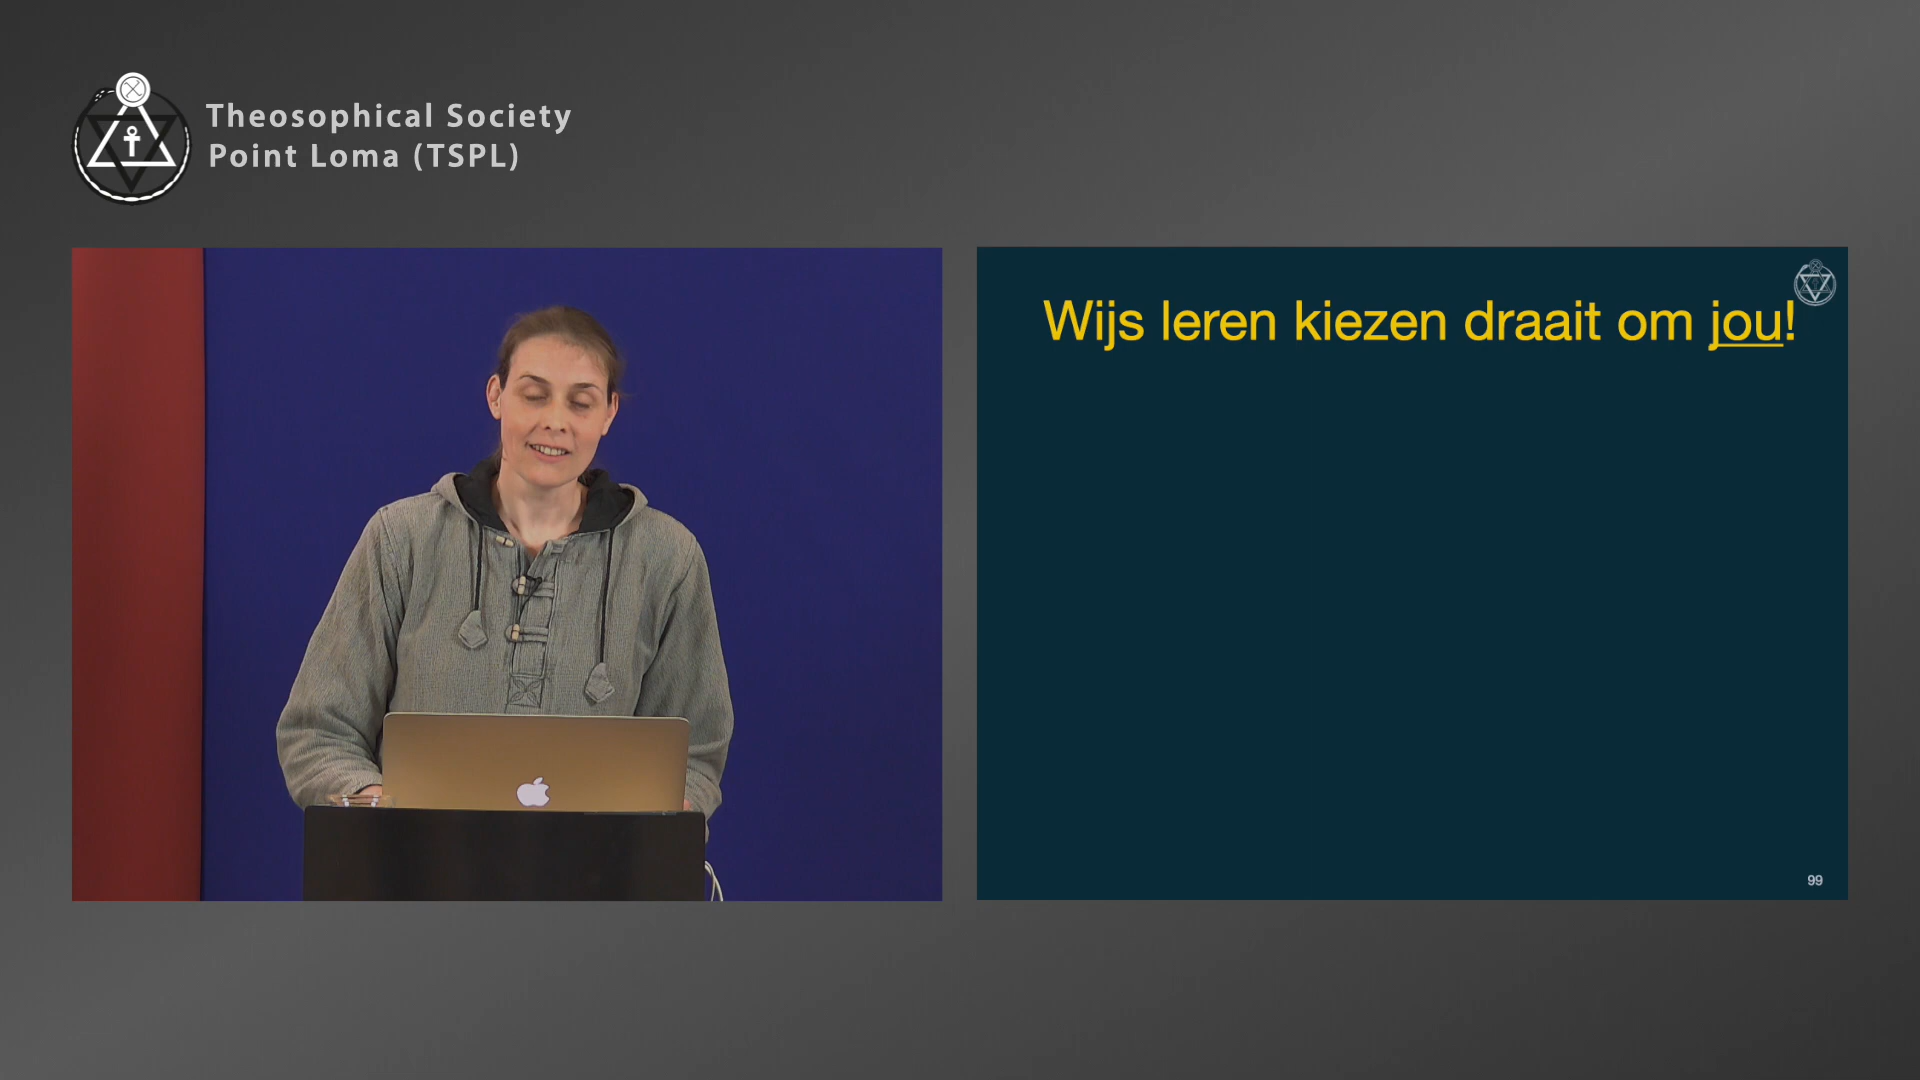 Theosophical Society
Point Loma (TSPL)
Wijs leren kiezen draait om jou!
99